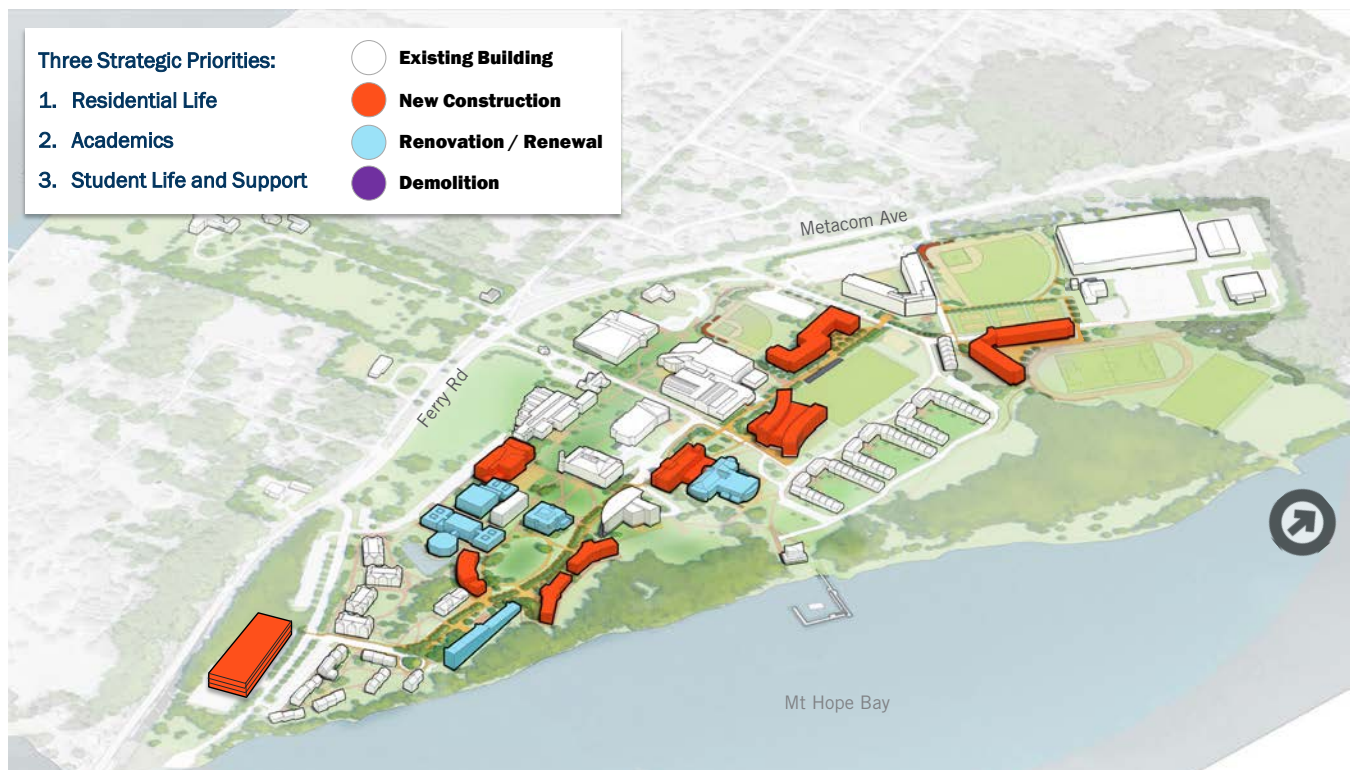 Three Strategic Priorities:
1. Residential Life
2. Academics
3. Student Life and Support
Existing Building
New Construction
Renovation / Renewal
Demolition
Metacom Ave
Ferry Rd
Mt Hope Bay